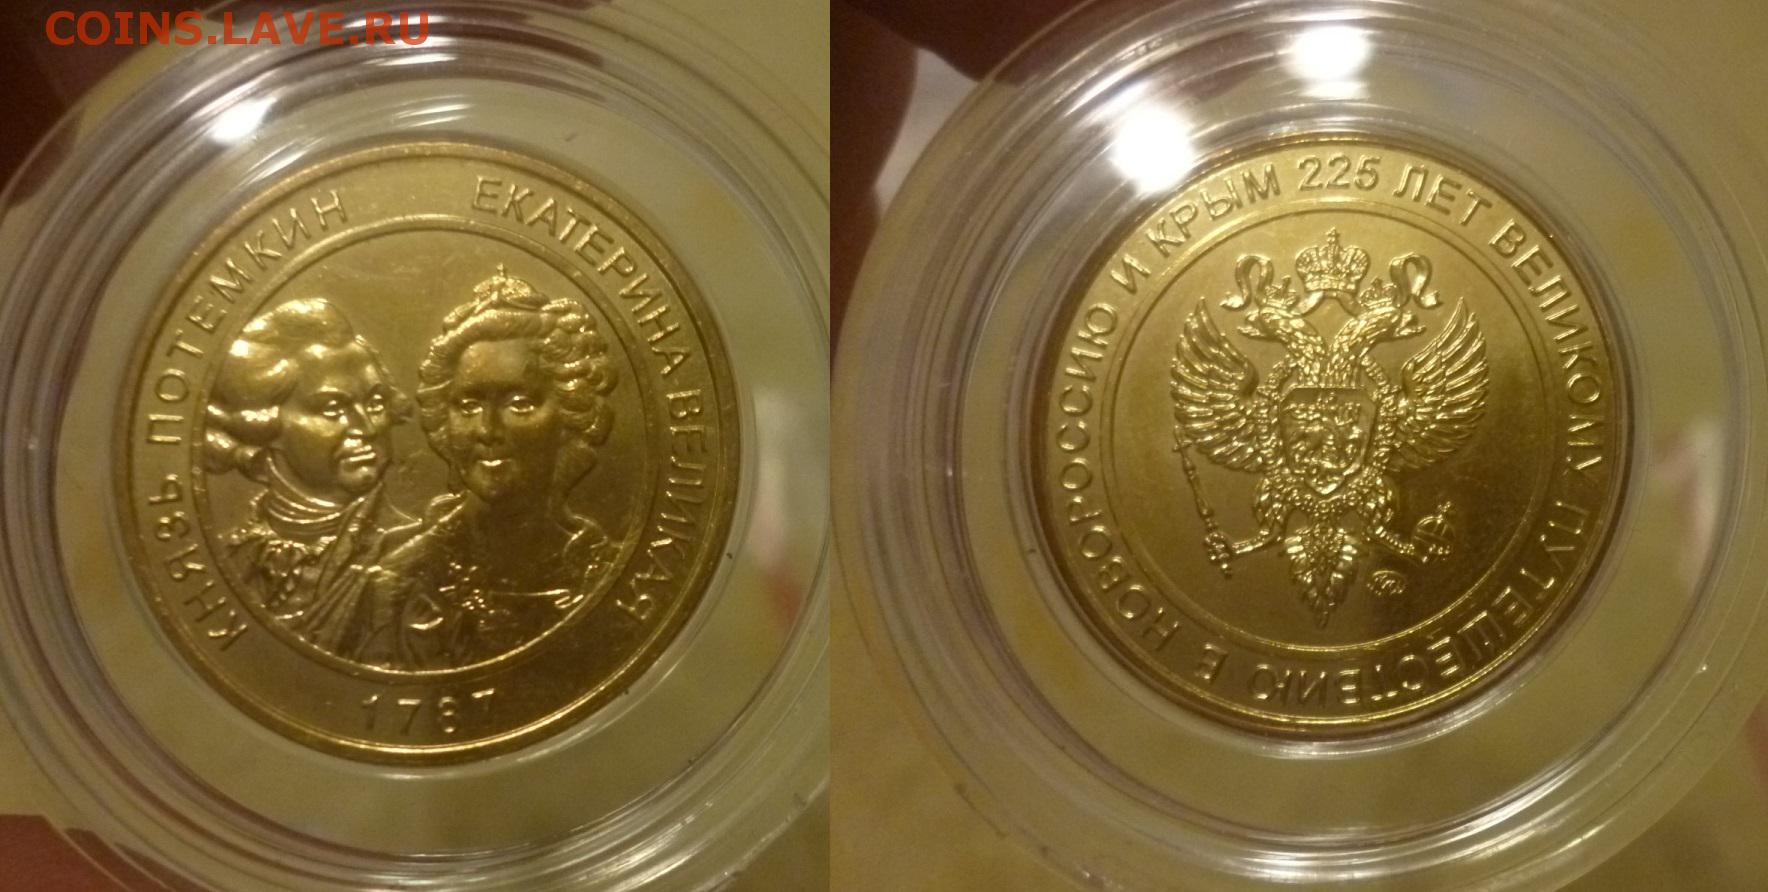 COINS.LAVE.RU
КНЯЗЬ ПОТЕМКИН
ЕКАТЕРИНА ВЕЛИКАЯ
1787
225 ЛЕТ ВЕЛИКОМУ ПУТЕШЕСТВИЮ В НОВОРОССИЮ И КРЫМ